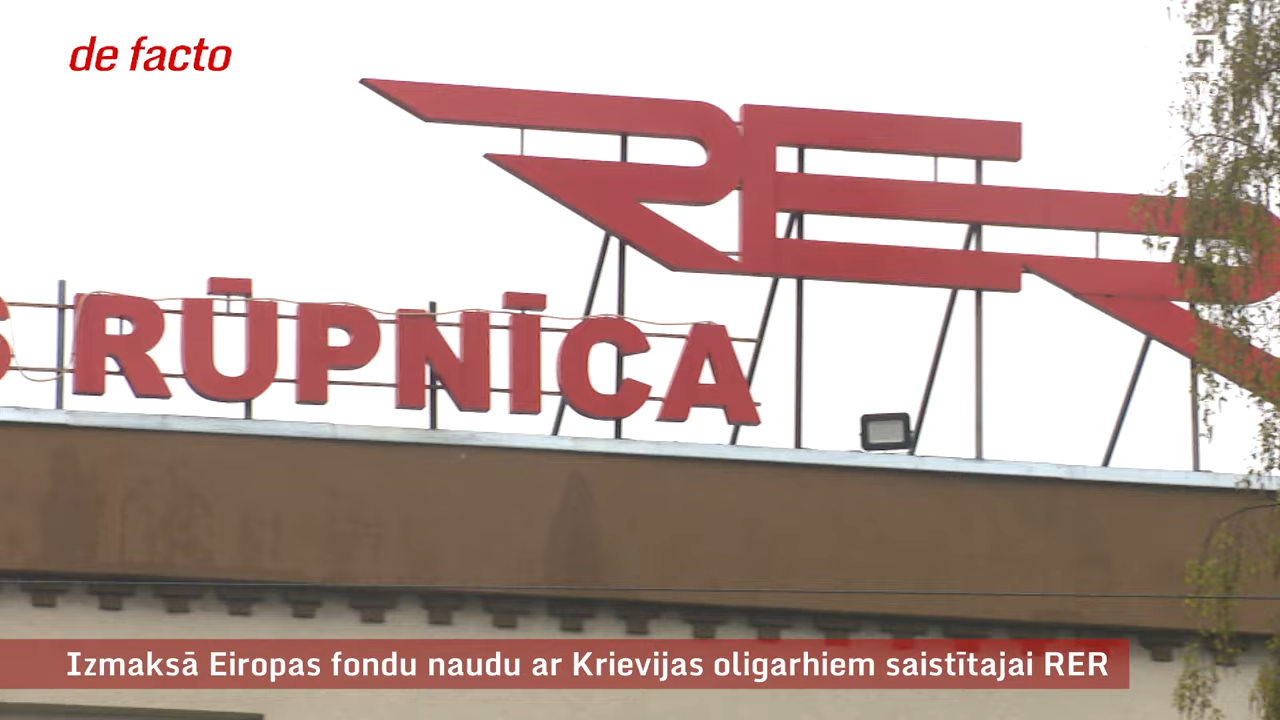 de facto
RER
RŪPNĪCA
Izmaksā Eiropas fondu naudu ar Krievijas oligarhiem saistītajai RER